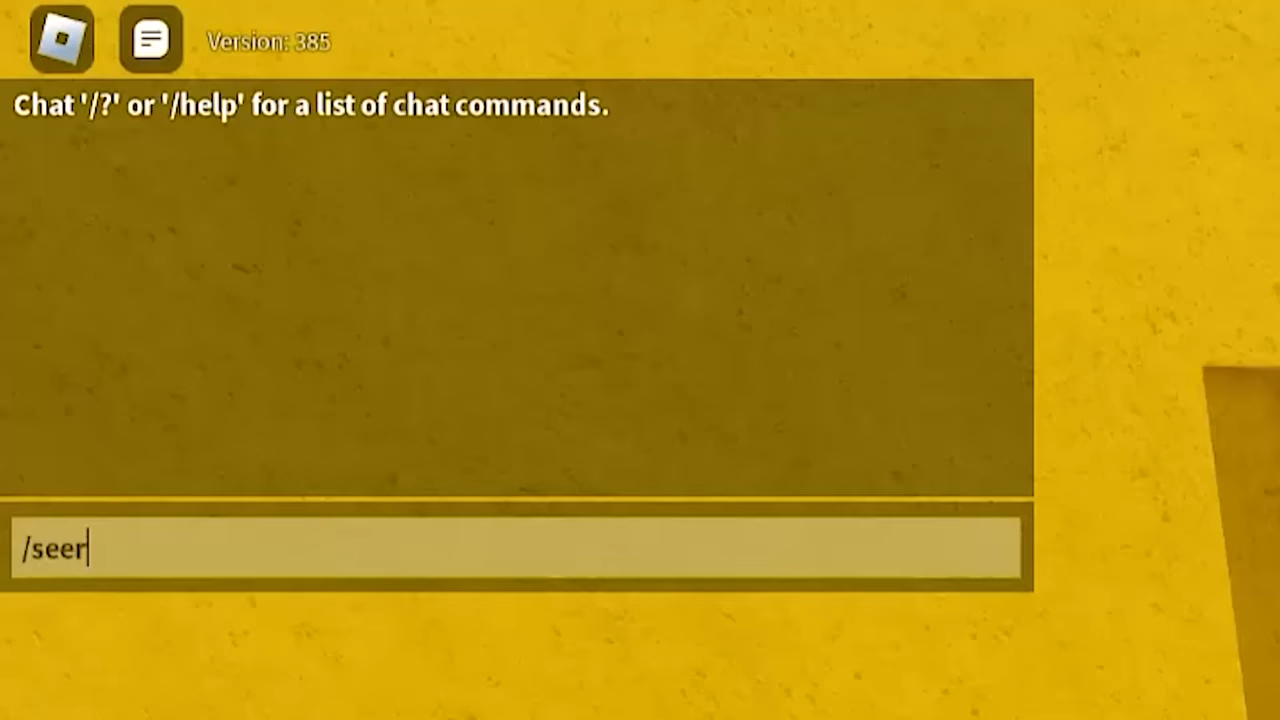 Version: 385
Chat '/?' or '/help' for a list of chat commands.
/seer